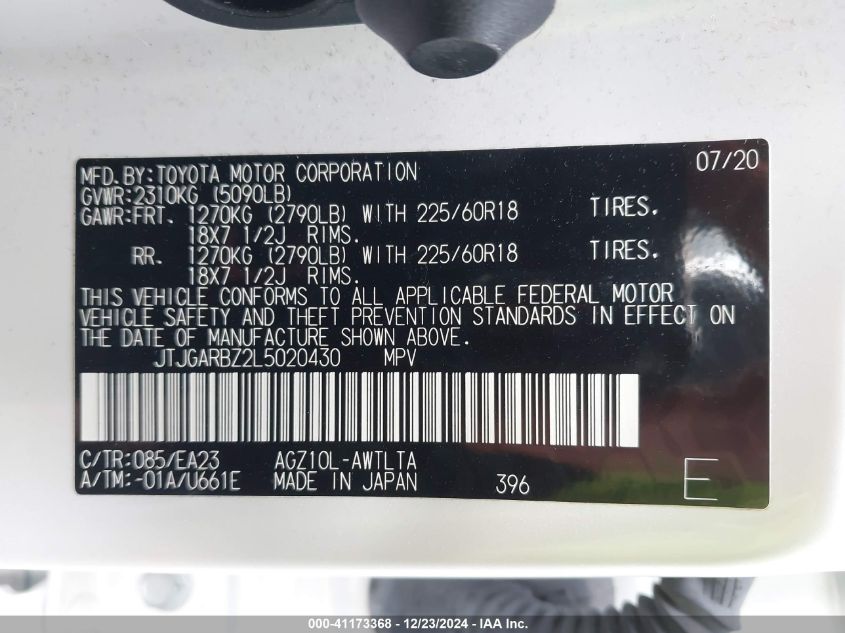 07/20
MFD.BY:TOYOTA MOTOR CORPORATION
GVWR:2310KG (5090LB)
GAWR:FRT. 1270KG (2790LB) WITH 225/60R18 TIRES.
18X7 1/2J RIMS.
RR. 1270KG (2790LB) WITH 225/60R18 TIRES.
18X7 1/2J RIMS.
THIS VEHICLE CONFORMS TO ALL APPLICABLE FEDERAL MOTOR
VEHICLE SAFETY AND THEFT PREVENTION STANDARDS IN EFFECT ON
THE DATE OF MANUFACTURE SHOWN ABOVE.
JTJGARBZ2L5020430 MPV
C/TR:085/EA23 AGZ10L-AWTLTA
A/TM:-01A/U661E MADE IN JAPAN 396 E
000-41173368 - 12/23/2024 - IAA Inc.